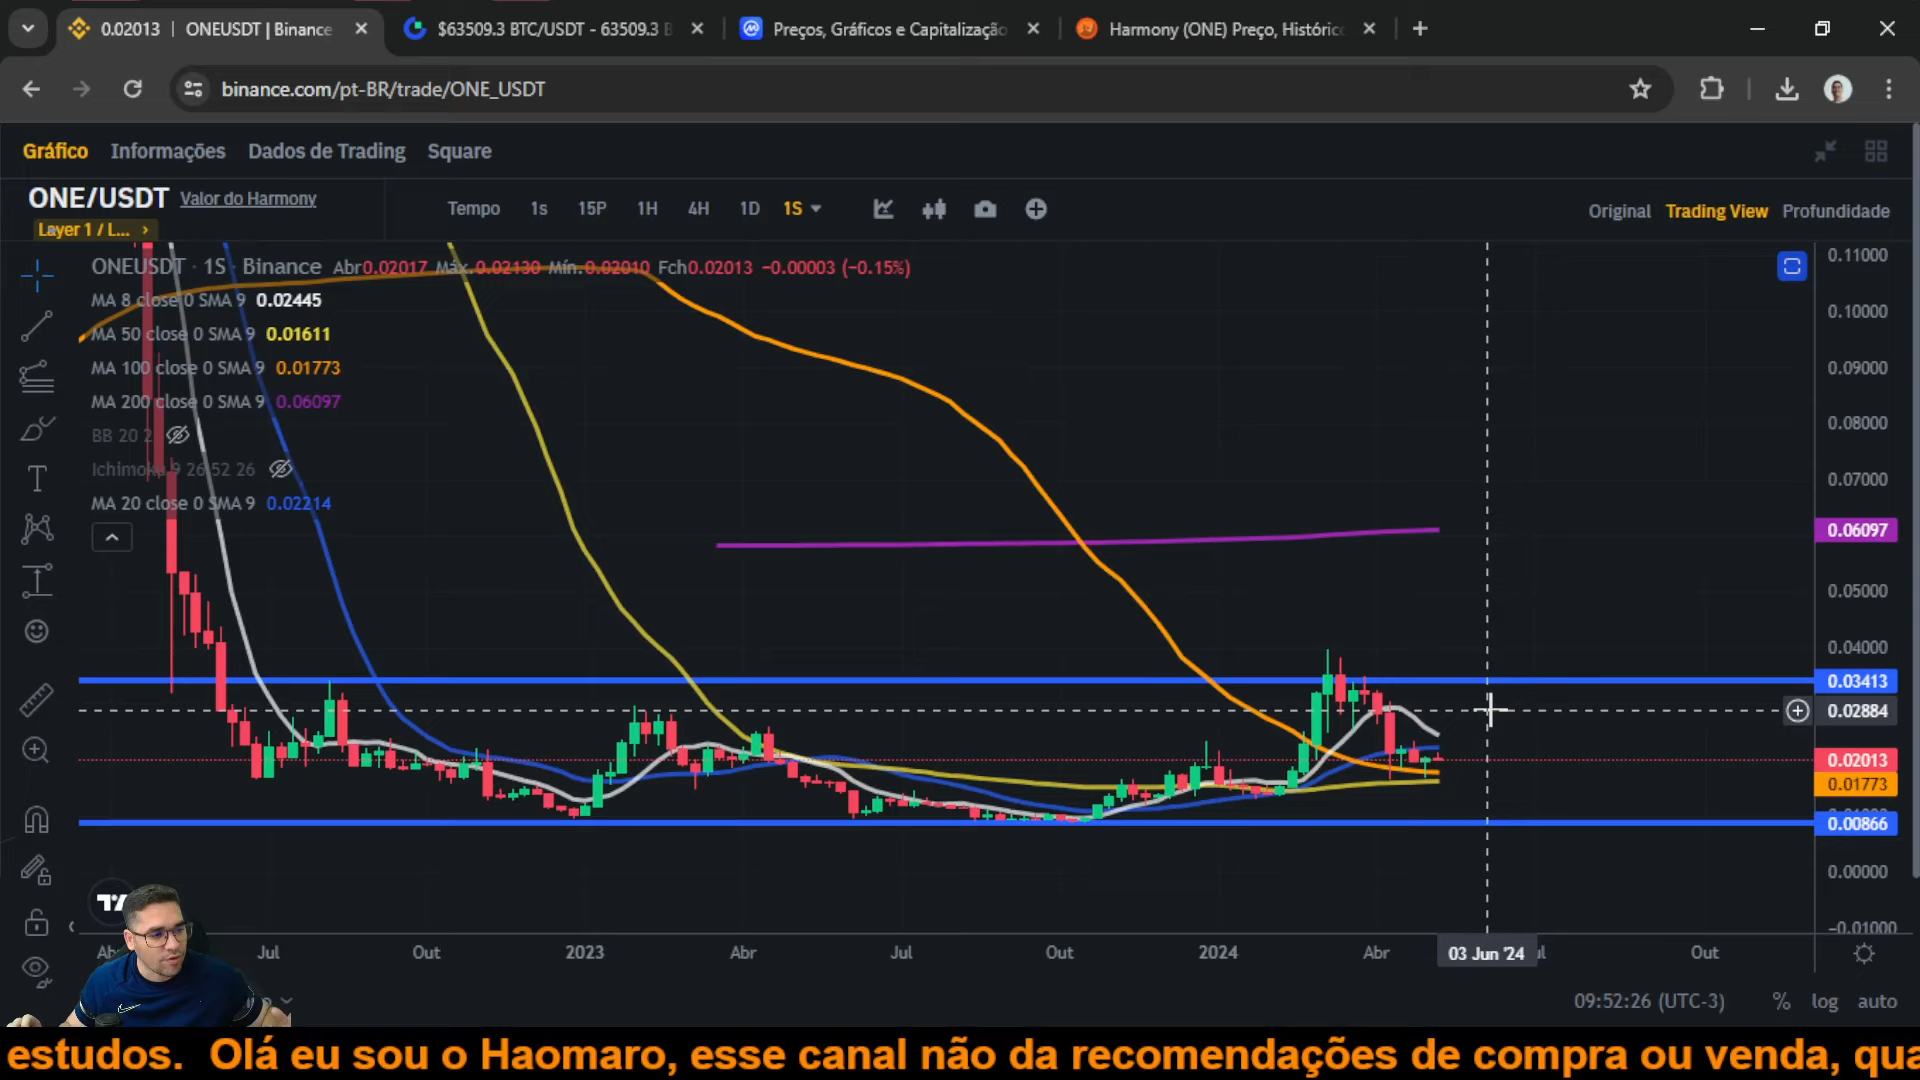 0.02013 | ONEUSDT | Binance
$63509.3 BTC/USDT - 63509.3 B
Preços, Gráficos e Capitalização
Harmony (ONE) Preço, Histórico
binance.com/pt-BR/trade/ONE_USDT
Gráfico Informações Dados de Trading Square
ONE/USDT Valor do Harmony
Layer 1 / L... ›
Tempo 1s 15P 1H 4H 1D 1S
Original Trading View Profundidade
ONEUSDT · 1S · Binance Abr0.02017 Máx.0.02130 Mín.0.02010 Fch0.02013 −0.00003 (−0.15%)
MA 8 close 0 SMA 9 0.02445
MA 50 close 0 SMA 9 0.01611
MA 100 close 0 SMA 9 0.01773
MA 200 close 0 SMA 9 0.06097
BB 20 2
Ichimoku 9 26 52 26
MA 20 close 0 SMA 9 0.02214
0.11000
0.10000
0.09000
0.08000
0.07000
0.06097
0.05000
0.04000
0.03413
0.02884
0.02013
0.01773
0.00866
0.00000
−0.01000
Jul Out 2023 Abr Jul Out 2024 Abr 03 Jun '24 Out
09:52:26 (UTC-3) % log auto
estudos. Olá eu sou o Haomaro, esse canal não da recomendações de compra ou venda, qua